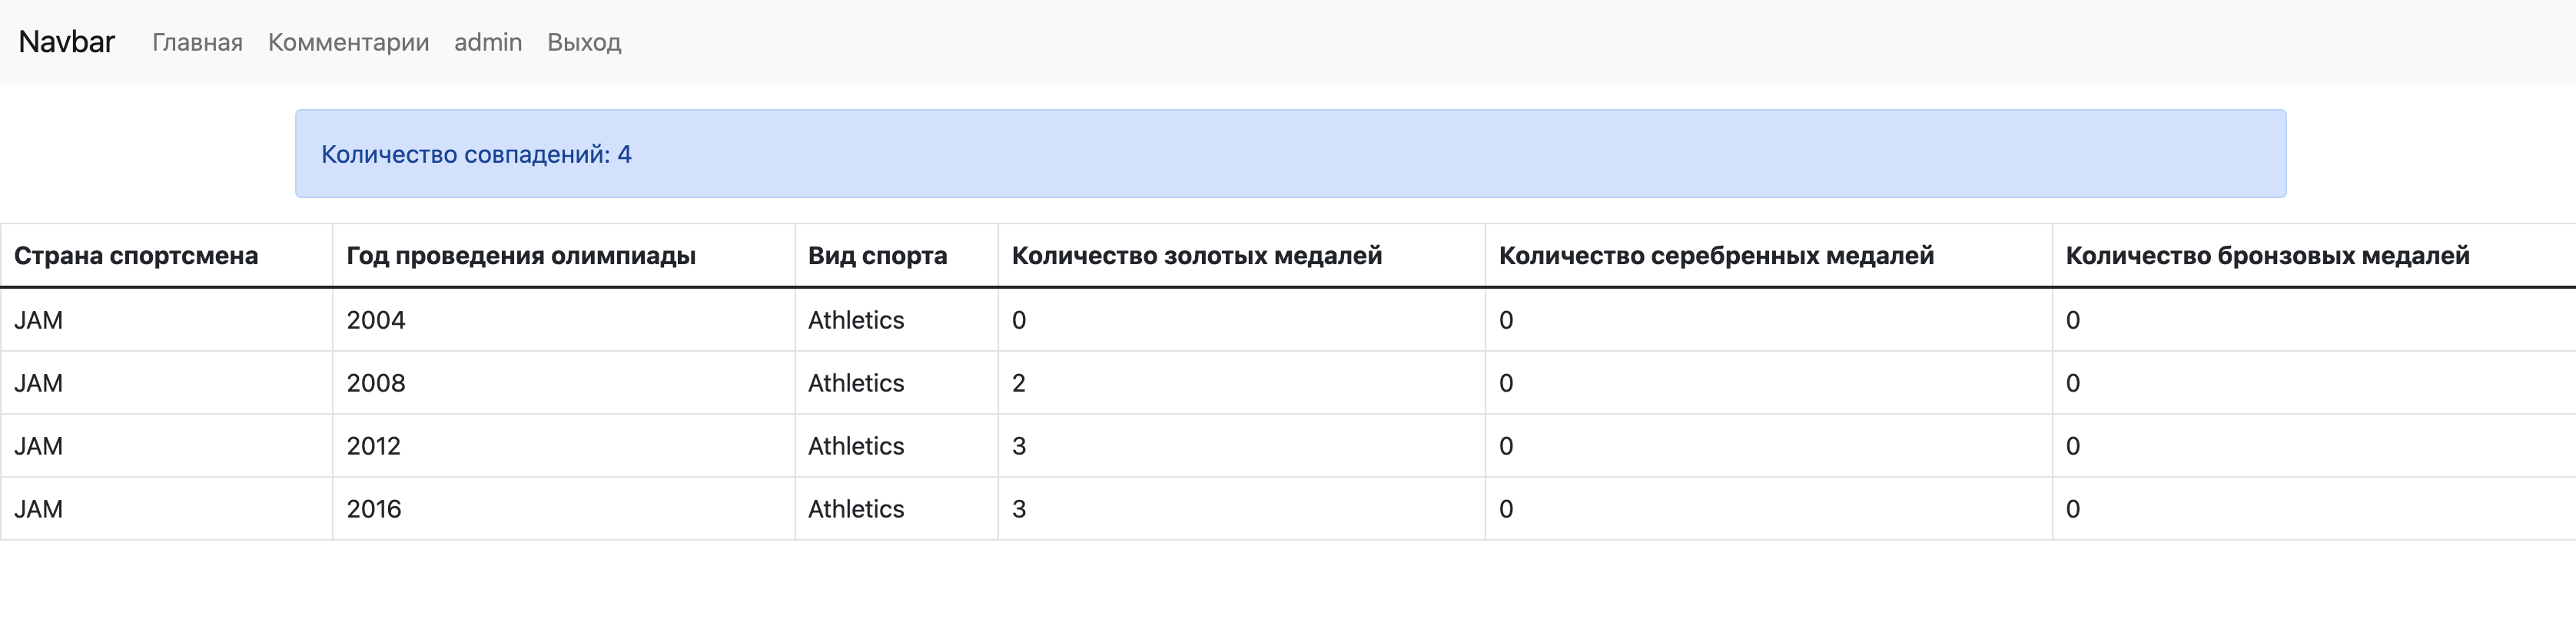 Navbar Главная Комментарии admin Выход
Количество совпадений: 4
Страна спортсмена Год проведения олимпиады Вид спорта Количество золотых медалей Количество серебренных медалей Количество бронзовых медалей
JAM 2004 Athletics 0 0 0
JAM 2008 Athletics 2 0 0
JAM 2012 Athletics 3 0 0
JAM 2016 Athletics 3 0 0